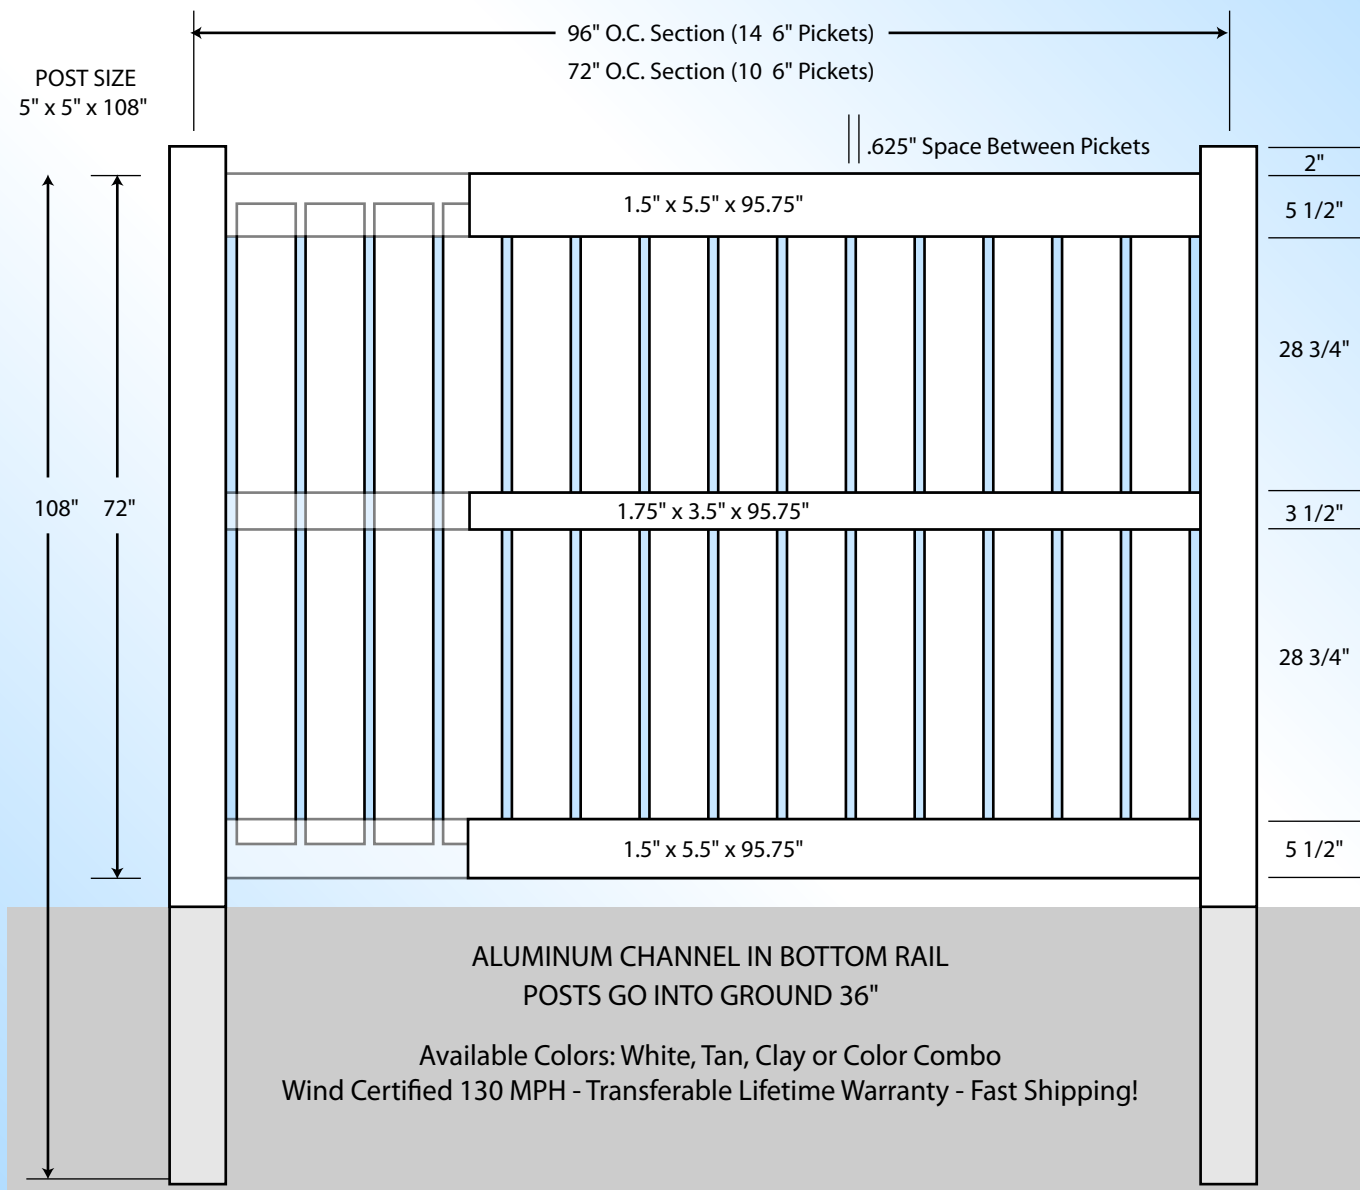 96" O.C. Section (14 6" Pickets)
72" O.C. Section (10 6" Pickets)
POST SIZE
5" x 5" x 108"
.625" Space Between Pickets
2"
1.5" x 5.5" x 95.75"
5 1/2"
28 3/4"
108" 72"
1.75" x 3.5" x 95.75"
3 1/2"
28 3/4"
1.5" x 5.5" x 95.75"
5 1/2"
ALUMINUM CHANNEL IN BOTTOM RAIL
POSTS GO INTO GROUND 36"
Available Colors: White, Tan, Clay or Color Combo
Wind Certified 130 MPH - Transferable Lifetime Warranty - Fast Shipping!